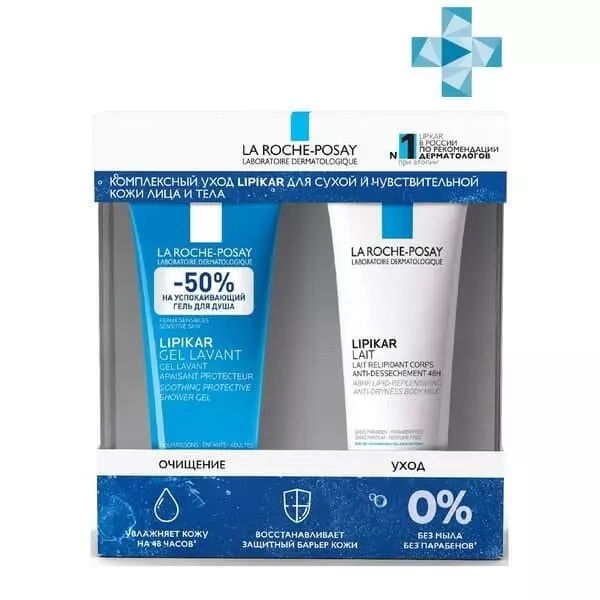 LA ROCHE-POSAY
LABORATOIRE DERMATOLOGIQUE
N°1 LIPIKAR
В РОССИИ
ПО РЕКОМЕНДАЦИИ
ДЕРМАТОЛОГОВ
при атопии
КОМПЛЕКСНЫЙ УХОД LIPIKAR ДЛЯ СУХОЙ И ЧУВСТВИТЕЛЬНОЙ
КОЖИ ЛИЦА И ТЕЛА
LA ROCHE-POSAY
LABORATOIRE DERMATOLOGIQUE
-50%
НА УСПОКАИВАЮЩИЙ
ГЕЛЬ ДЛЯ ДУША
PEAUX SENSIBLES
SENSITIVE SKIN
LIPIKAR
GEL LAVANT
GEL LAVANT
APAISANT PROTECTEUR
SOOTHING PROTECTIVE
SHOWER GEL
NOURRISSONS - ENFANTS - ADULTES
LA ROCHE-POSAY
LABORATOIRE DERMATOLOGIQUE
LIPIKAR
LAIT
LAIT RELIPIDANT CORPS
ANTI-DESSECHEMENT 48H
48HR LIPID-REPLENISHING
ANTI-DRYNESS BODY MILK
SANS PARABEN - PARABEN FREE
SANS PARFUM - PERFUME FREE
ОЧИЩЕНИЕ
УХОД
УВЛАЖНЯЕТ КОЖУ
НА 48 ЧАСОВ*
ВОССТАНАВЛИВАЕТ
ЗАЩИТНЫЙ БАРЬЕР КОЖИ
0%
БЕЗ МЫЛА
БЕЗ ПАРАБЕНОВ*